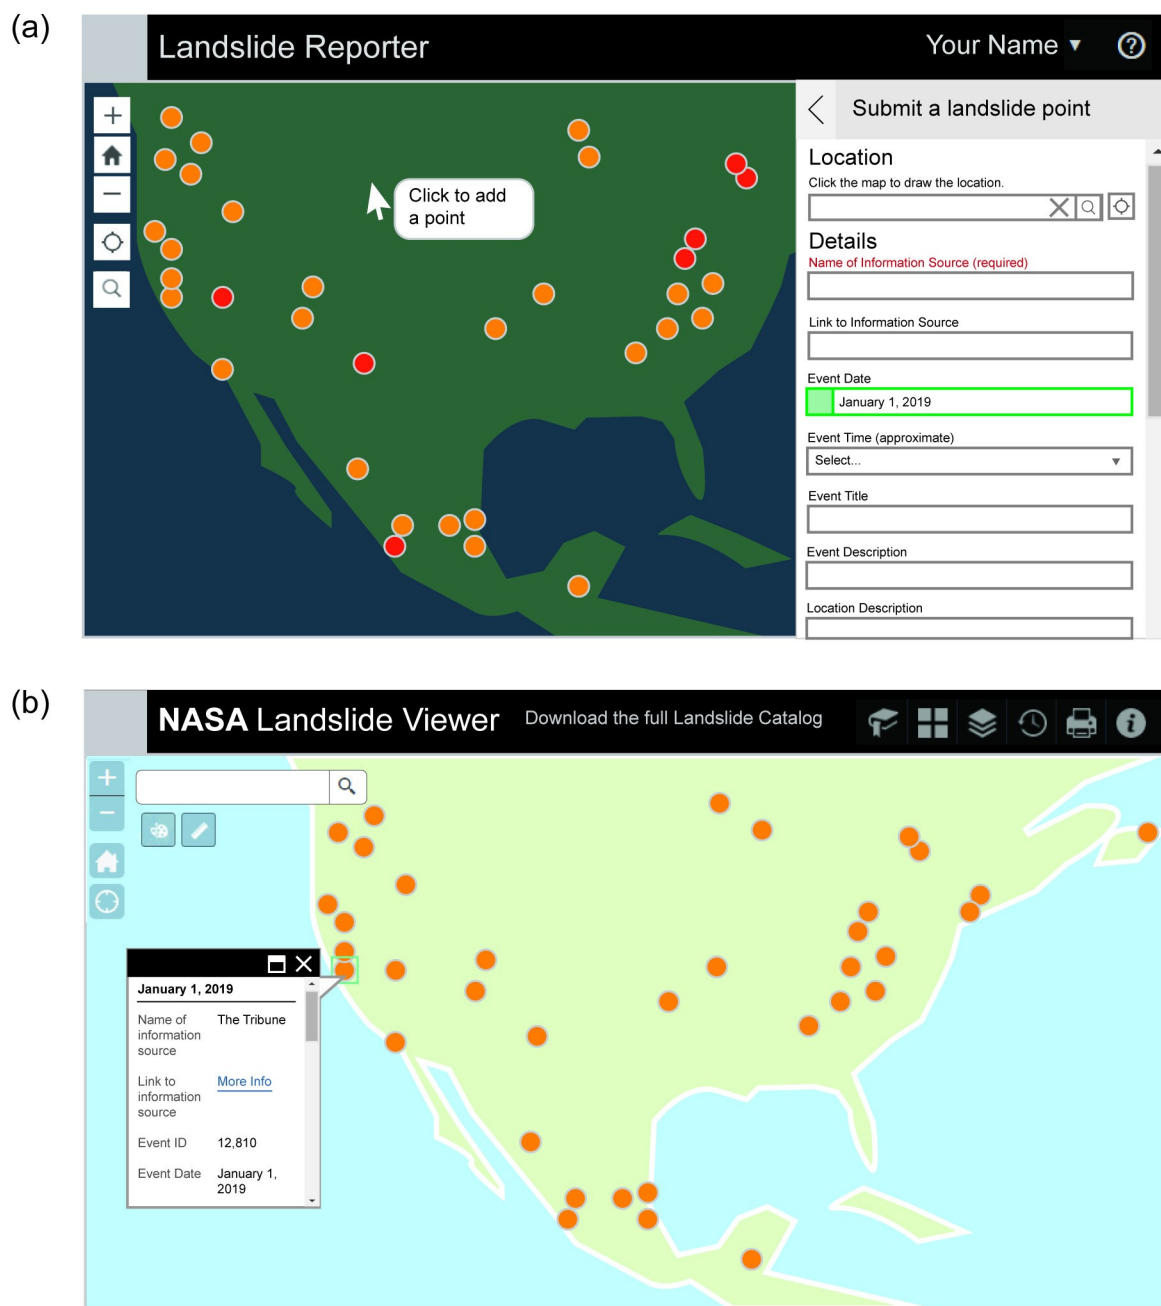 (a)
Landslide Reporter
Your Name ▼
?
Submit a landslide point
Click to add
a point
Location
Click the map to draw the location.
Details
Name of Information Source (required)
Link to Information Source
Event Date
January 1, 2019
Event Time (approximate)
Select...
Event Title
Event Description
Location Description
(b)
NASA Landslide Viewer
Download the full Landslide Catalog
January 1, 2019
Name of information source
The Tribune
Link to information source
More Info
Event ID
12,810
Event Date
January 1, 2019